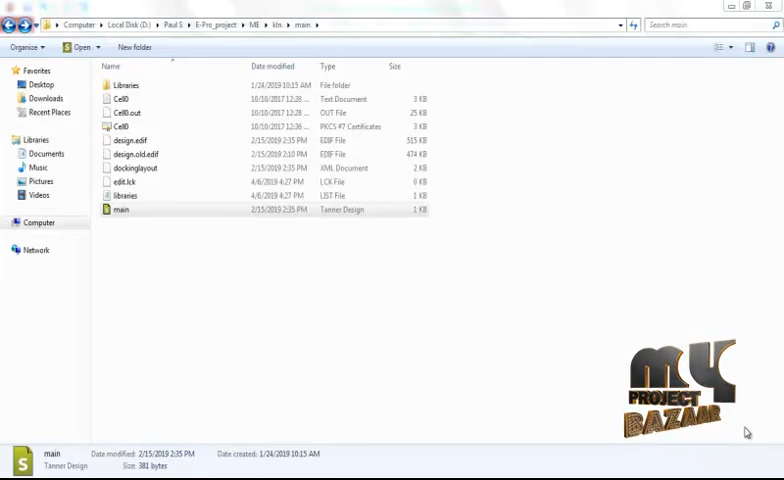 Computer ▸ Local Disk (D:) ▸ Paul S ▸ E-Pro_project ▸ ME ▸ kln ▸ main ▸
Search main
Organize Open New folder
Name Date modified Type Size
Favorites
Desktop
Downloads
Recent Places
Libraries
Documents
Music
Pictures
Videos
Computer
Network
Libraries 1/24/2019 10:15 AM File folder
Cell0 10/10/2017 12:28 ... Text Document 3 KB
Cell0.out 10/10/2017 12:28 ... OUT File 25 KB
Cell0 10/10/2017 12:36 ... PKCS #7 Certificates 3 KB
design.edif 2/15/2019 2:35 PM EDIF File 515 KB
design.old.edif 2/15/2019 2:10 PM EDIF File 474 KB
dockinglayout 2/15/2019 2:35 PM XML Document 2 KB
edit.lck 4/6/2019 4:27 PM LCK File 0 KB
libraries 4/6/2019 4:27 PM LIST File 1 KB
main 2/15/2019 2:35 PM Tanner Design 1 KB
MY
PROJECT
BAZAAR
main Date modified: 2/15/2019 2:35 PM Date created: 1/24/2019 10:15 AM
Tanner Design Size: 381 bytes